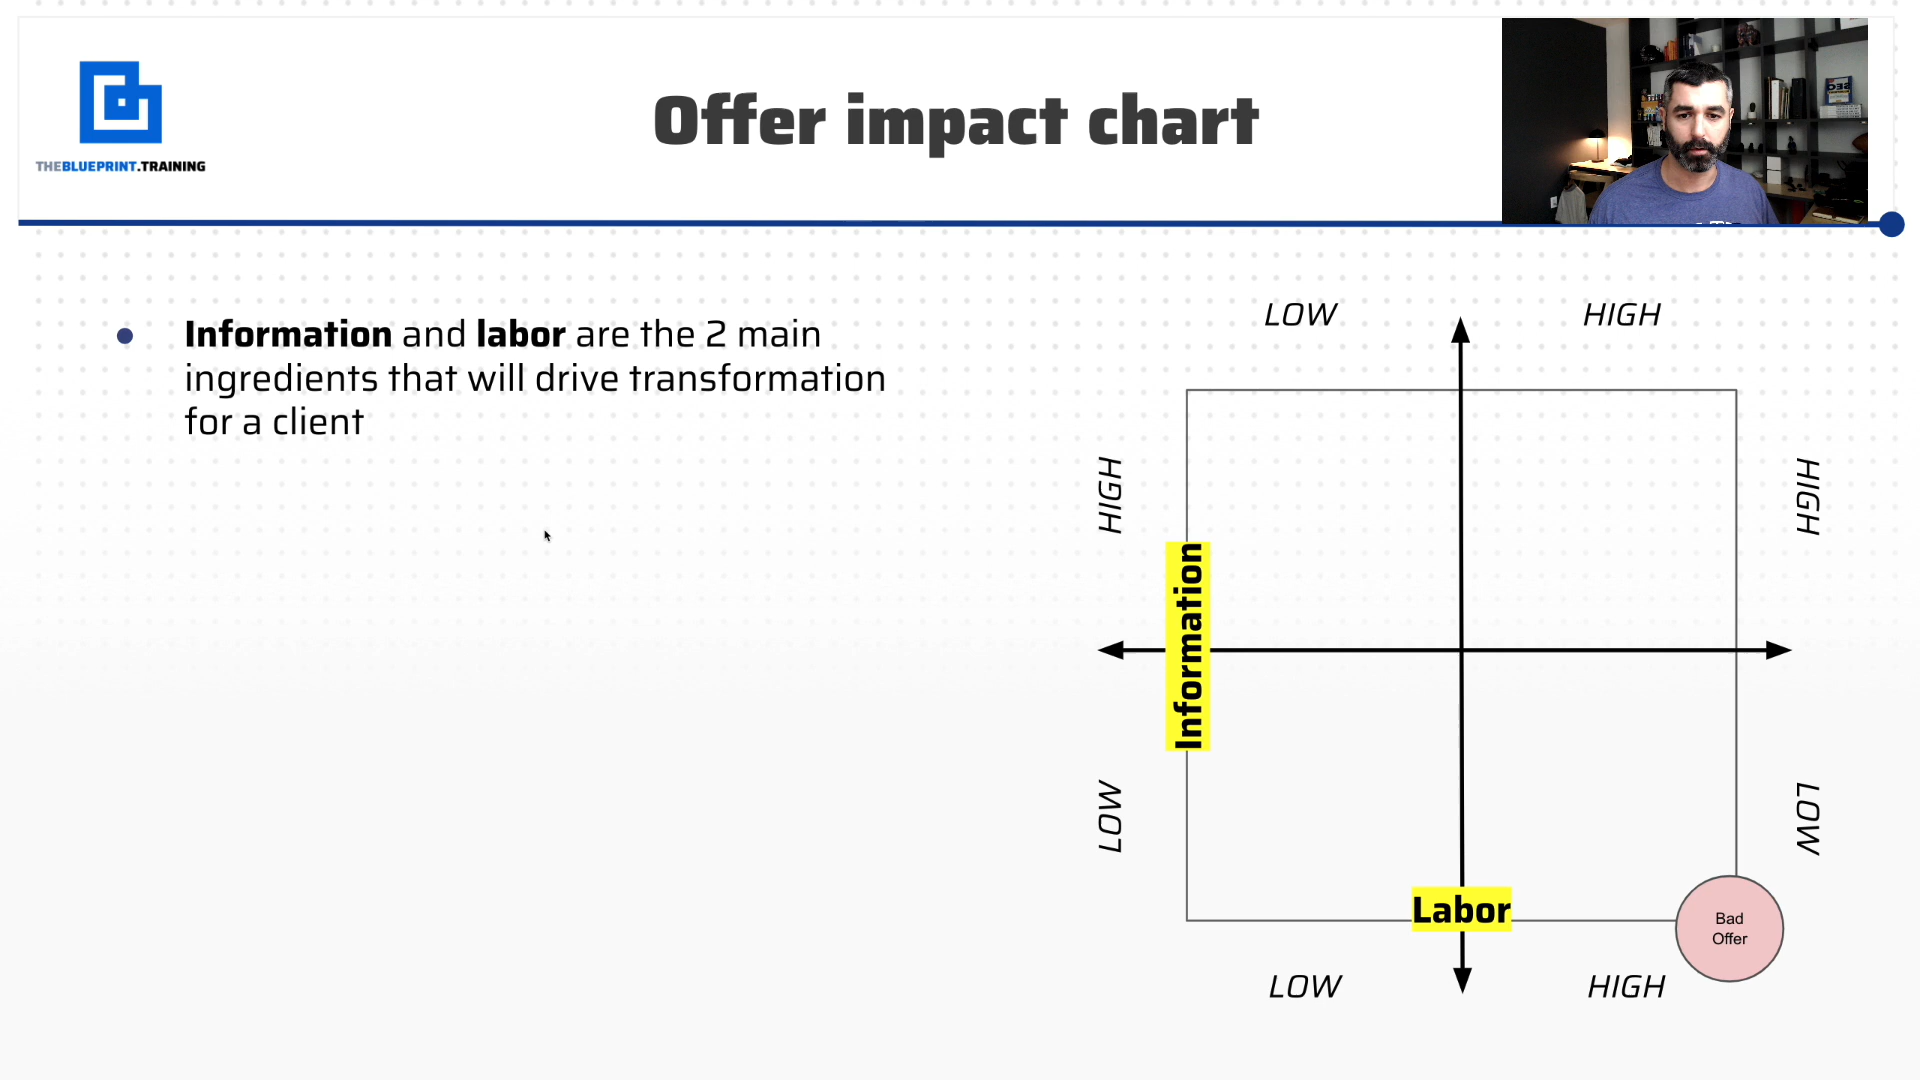 THEBLUEPRINT.TRAINING
Offer impact chart
Information and labor are the 2 main
ingredients that will drive transformation
for a client
LOW
HIGH
HIGH
HIGH
Information
LOW
LOW
Labor
Bad
Offer
LOW
HIGH